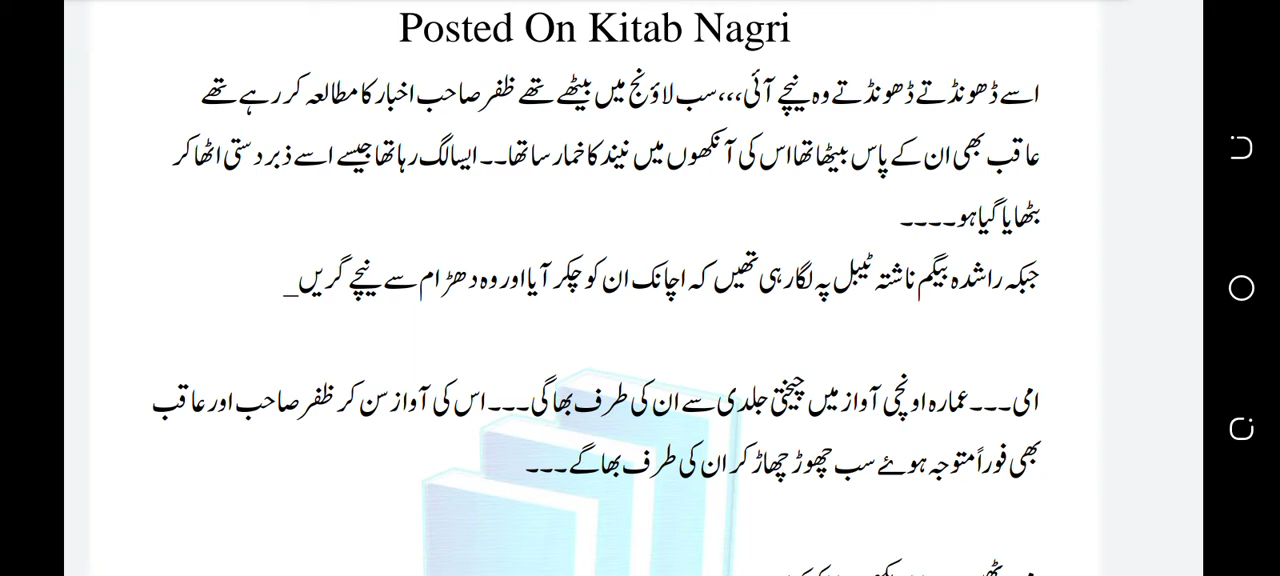 Posted On Kitab Nagri
اسے ڈھونڈتے ڈھونڈتے وہ نیچے آئی،،،سب لاؤنج میں بیٹھے تھے ظفر صاحب اخبار کا مطالعہ کر رہے تھے
عاقب بھی ان کے پاس بیٹھا تھا اس کی آنکھوں میں نیند کا خمار سا تھا۔۔ایسا لگ رہا تھا جیسے اسے ذبردستی اٹھا کر
بٹھایا گیا ہو۔۔۔۔
جبکہ راشدہ بیگم ناشتہ ٹیبل پہ لگا رہی تھیں کہ اچانک ان کو چکر آیا اور وہ دھڑام سے نیچے گریں_
امی۔۔۔عمارہ اونچی آواز میں چیختی جلدی سے ان کی طرف بھاگی۔۔۔اس کی آواز سن کر ظفر صاحب اور عاقب
بھی فوراً متوجہ ہوئے سب چھوڑ چھاڑ کر ان کی طرف بھاگے۔۔۔